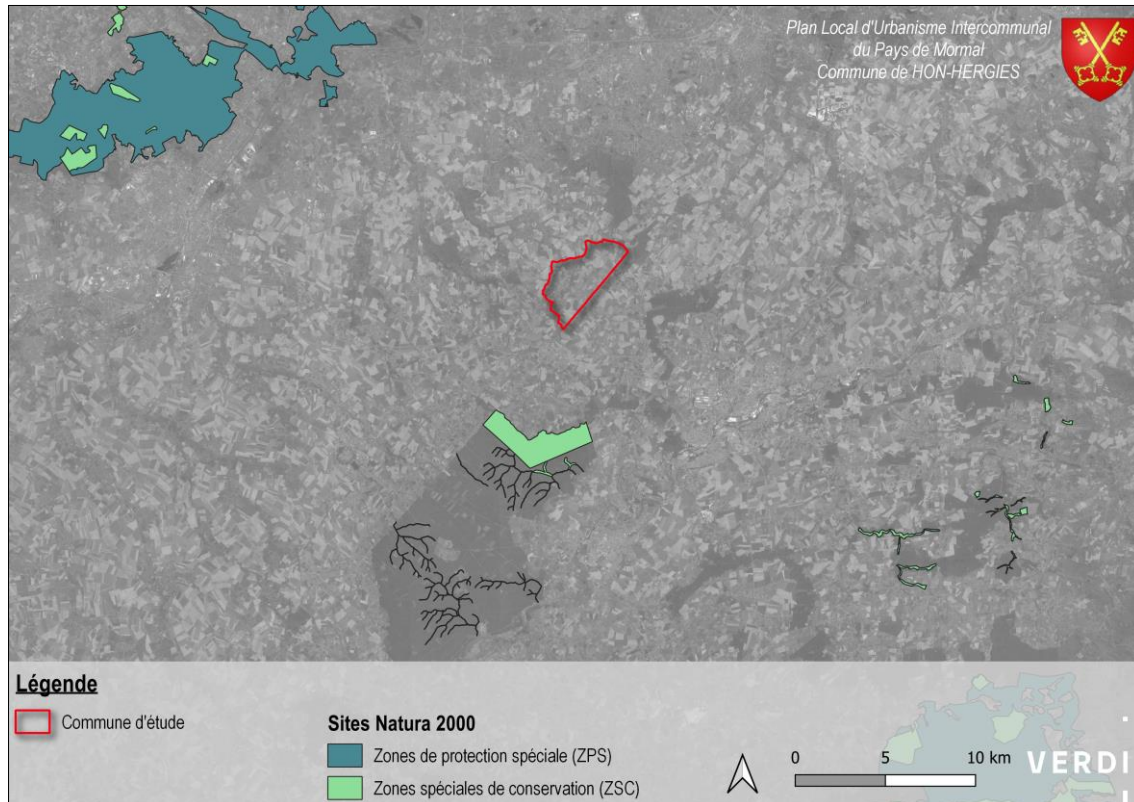 Plan Local d'Urbanisme Intercommunal
du Pays de Mormal
Commune de HON-HERGIES
Légende
Commune d'étude
Sites Natura 2000
Zones de protection spéciale (ZPS)
Zones spéciales de conservation (ZSC)
0 5 10 km
VERDI